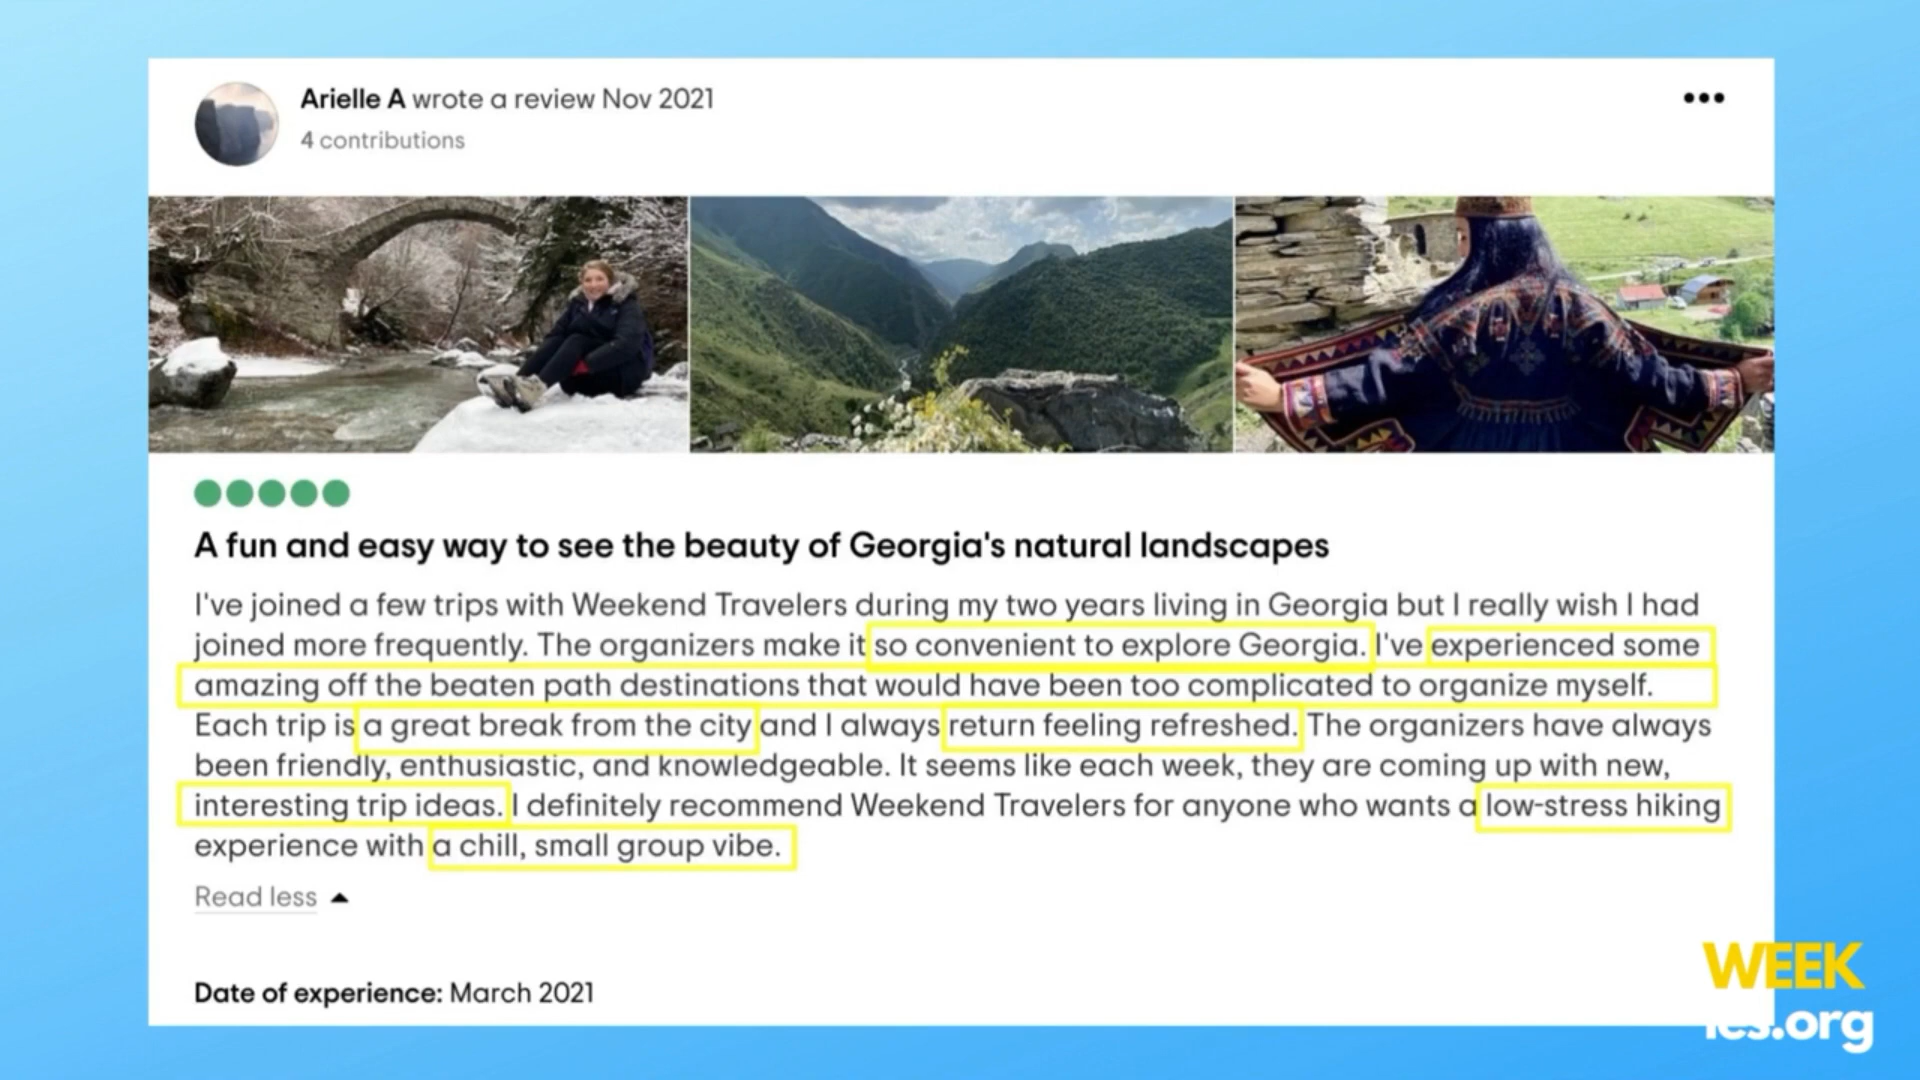 Arielle A wrote a review Nov 2021
4 contributions
A fun and easy way to see the beauty of Georgia's natural landscapes
I've joined a few trips with Weekend Travelers during my two years living in Georgia but I really wish I had
joined more frequently. The organizers make it so convenient to explore Georgia. I've experienced some
amazing off the beaten path destinations that would have been too complicated to organize myself.
Each trip is a great break from the city and I always return feeling refreshed. The organizers have always
been friendly, enthusiastic, and knowledgeable. It seems like each week, they are coming up with new,
interesting trip ideas. I definitely recommend Weekend Travelers for anyone who wants a low-stress hiking
experience with a chill, small group vibe.
Read less
Date of experience: March 2021
WEEK
ics.org